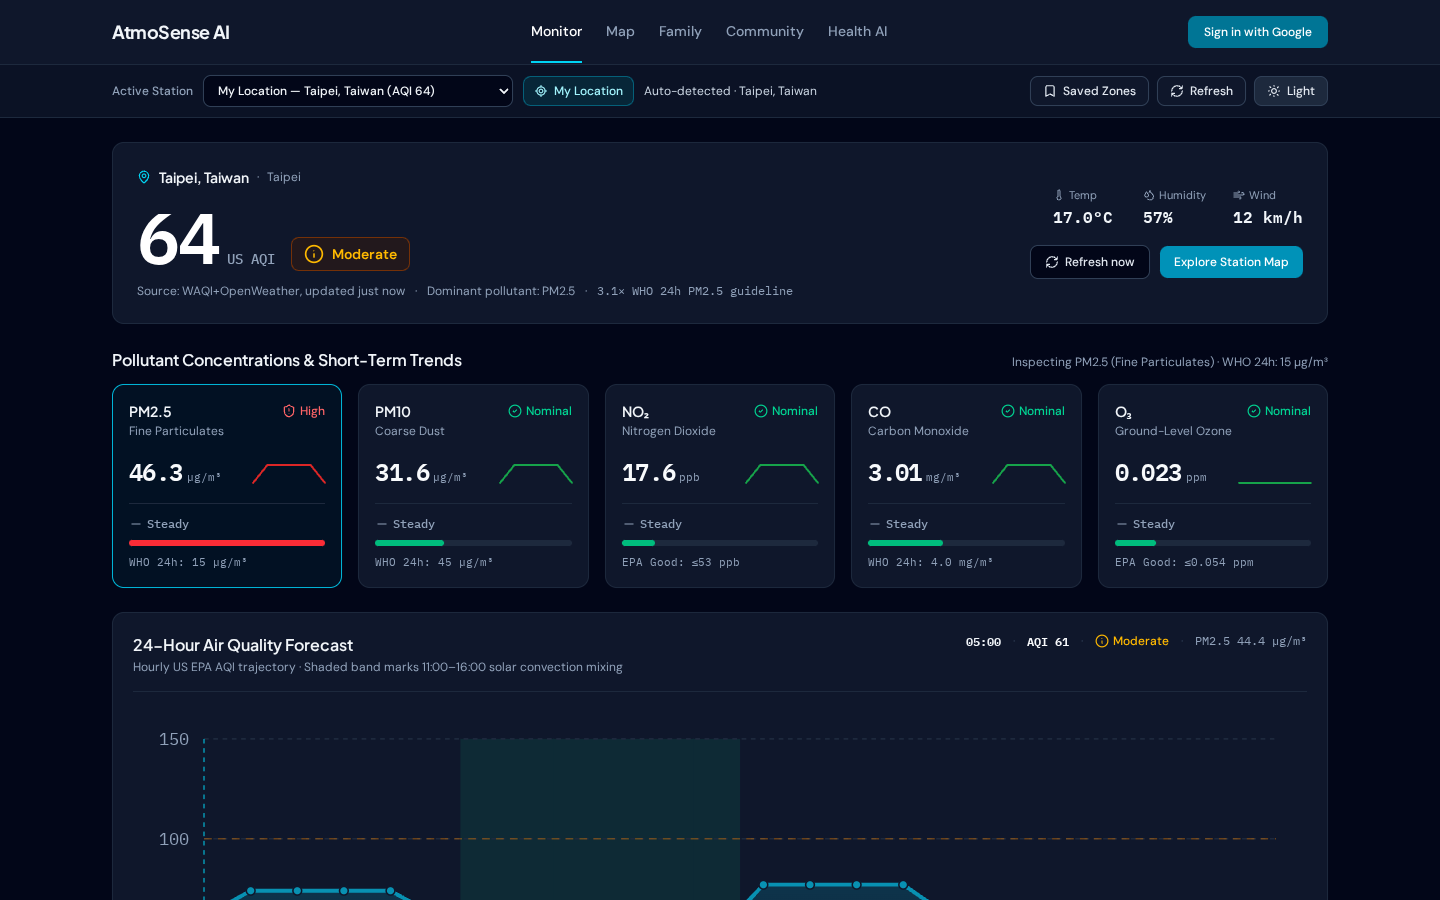 AtmoSense AI
Monitor Map Family Community Health AI
Sign in with Google
Active Station My Location — Taipei, Taiwan (AQI 64) My Location Auto-detected · Taipei, Taiwan
Saved Zones Refresh Light
Taipei, Taiwan · Taipei
64 US AQI Moderate
Source: WAQI+OpenWeather, updated just now · Dominant pollutant: PM2.5 · 3.1× WHO 24h PM2.5 guideline
Temp Humidity Wind
17.0°C 57% 12 km/h
Refresh now Explore Station Map
Pollutant Concentrations & Short-Term Trends
Inspecting PM2.5 (Fine Particulates) · WHO 24h: 15 µg/m³
PM2.5 High
Fine Particulates
46.3 µg/m³
— Steady
WHO 24h: 15 µg/m³
PM10 Nominal
Coarse Dust
31.6 µg/m³
— Steady
WHO 24h: 45 µg/m³
NO₂ Nominal
Nitrogen Dioxide
17.6 ppb
— Steady
EPA Good: ≤53 ppb
CO Nominal
Carbon Monoxide
3.01 mg/m³
— Steady
WHO 24h: 4.0 mg/m³
O₃ Nominal
Ground-Level Ozone
0.023 ppm
— Steady
EPA Good: ≤0.054 ppm
24-Hour Air Quality Forecast
Hourly US EPA AQI trajectory · Shaded band marks 11:00–16:00 solar convection mixing
05:00 · AQI 61 · Moderate · PM2.5 44.4 µg/m³
150
100